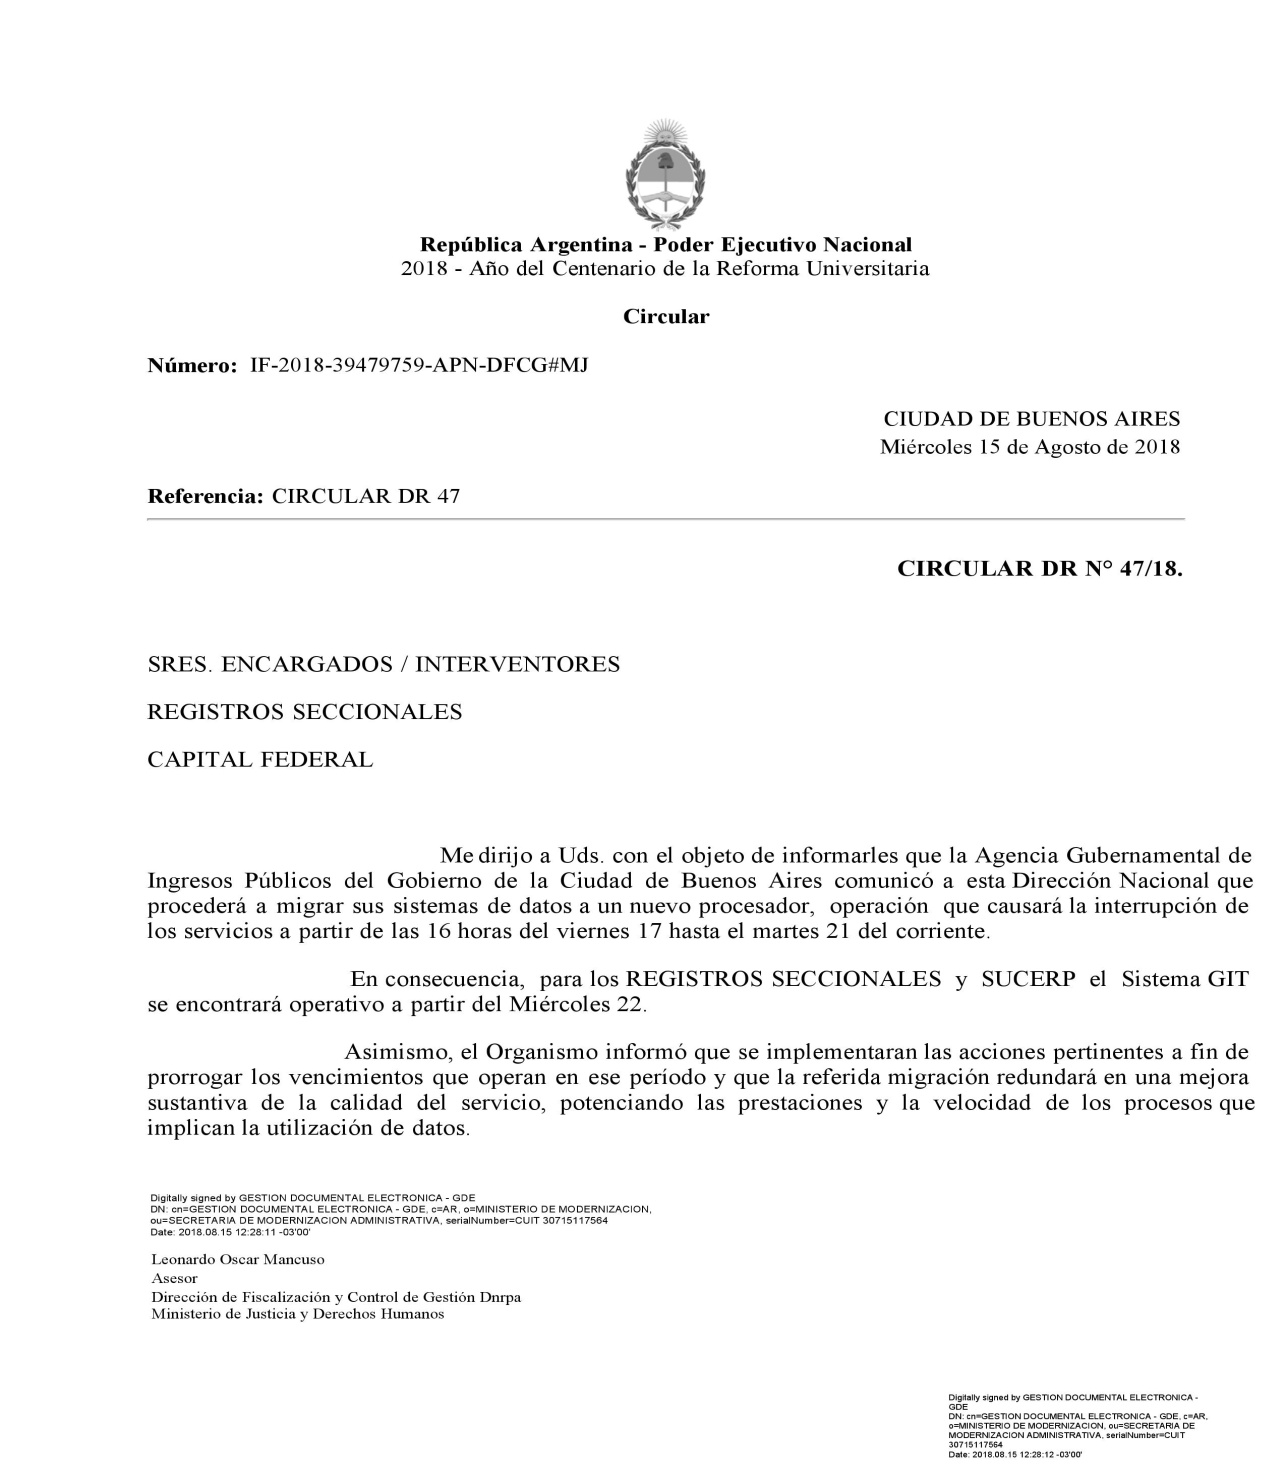 República Argentina - Poder Ejecutivo Nacional
2018 - Año del Centenario de la Reforma Universitaria
Circular
Número: IF-2018-39479759-APN-DFCG#MJ
CIUDAD DE BUENOS AIRES
Miércoles 15 de Agosto de 2018
Referencia: CIRCULAR DR 47
CIRCULAR DR N° 47/18.
SRES. ENCARGADOS / INTERVENTORES
REGISTROS SECCIONALES
CAPITAL FEDERAL
Me dirijo a Uds. con el objeto de informarles que la Agencia Gubernamental de
Ingresos Públicos del Gobierno de la Ciudad de Buenos Aires comunicó a esta Dirección Nacional que
procederá a migrar sus sistemas de datos a un nuevo procesador, operación que causará la interrupción de
los servicios a partir de las 16 horas del viernes 17 hasta el martes 21 del corriente.
En consecuencia, para los REGISTROS SECCIONALES y SUCERP el Sistema GIT
se encontrará operativo a partir del Miércoles 22.
Asimismo, el Organismo informó que se implementaran las acciones pertinentes a fin de
prorrogar los vencimientos que operan en ese período y que la referida migración redundará en una mejora
sustantiva de la calidad del servicio, potenciando las prestaciones y la velocidad de los procesos que
implican la utilización de datos.
Digitally signed by GESTION DOCUMENTAL ELECTRONICA - GDE
DN: cn=GESTION DOCUMENTAL ELECTRONICA - GDE, c=AR, o=MINISTERIO DE MODERNIZACION,
ou=SECRETARIA DE MODERNIZACION ADMINISTRATIVA, serialNumber=CUIT 30715117564
Date: 2018.08.15 12:28:11 -03'00'
Leonardo Oscar Mancuso
Asesor
Dirección de Fiscalización y Control de Gestión Dnrpa
Ministerio de Justicia y Derechos Humanos
Digitally signed by GESTION DOCUMENTAL ELECTRONICA -
GDE
DN: cn=GESTION DOCUMENTAL ELECTRONICA - GDE, c=AR,
o=MINISTERIO DE MODERNIZACION, ou=SECRETARIA DE
MODERNIZACION ADMINISTRATIVA, serialNumber=CUIT
30715117564
Date: 2018.08.15 12:28:12 -03'00'